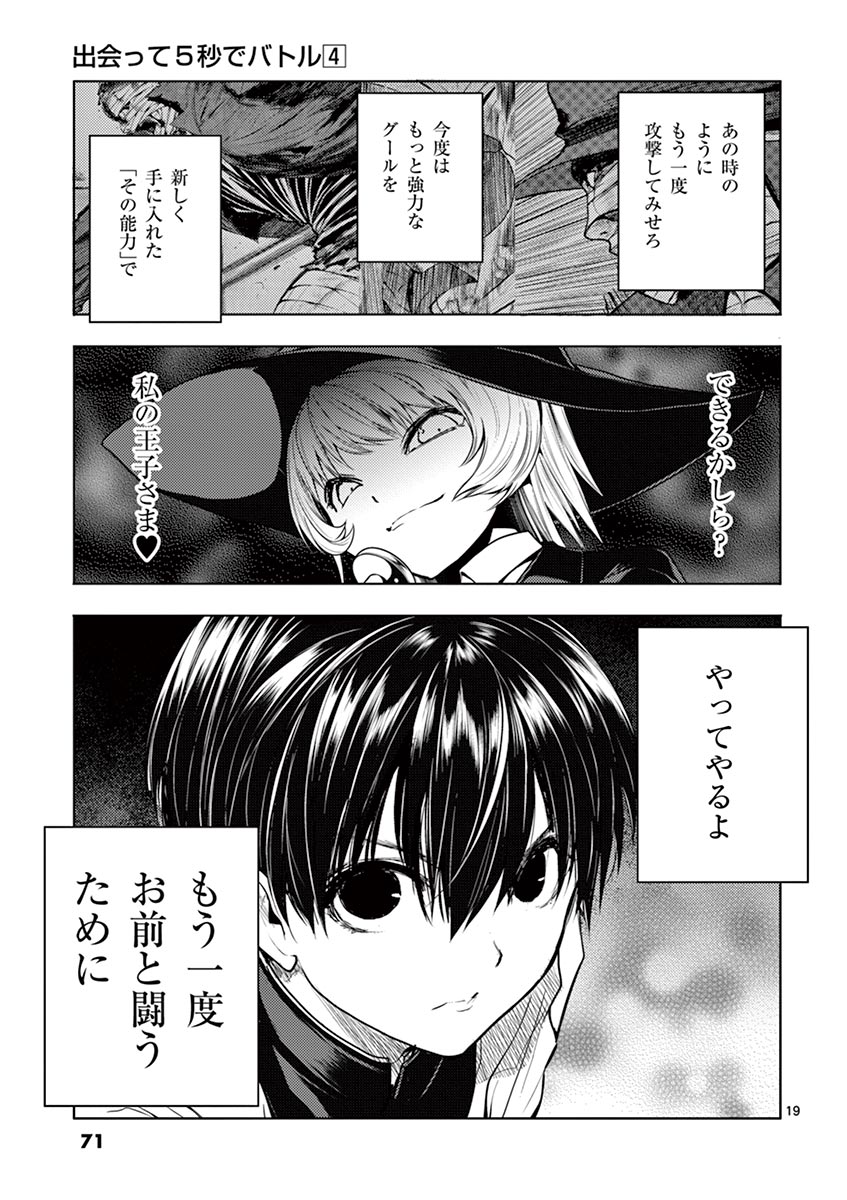 出会って５秒でバトル4
あの時の
ように
もう一度
攻撃してみせろ
今度は
もっと強力な
グールを
新しく
手に入れた
「その能力」で
できるかしら？
私の王子さま♥
やってやるよ
もう一度
お前と闘う
ために
19
71